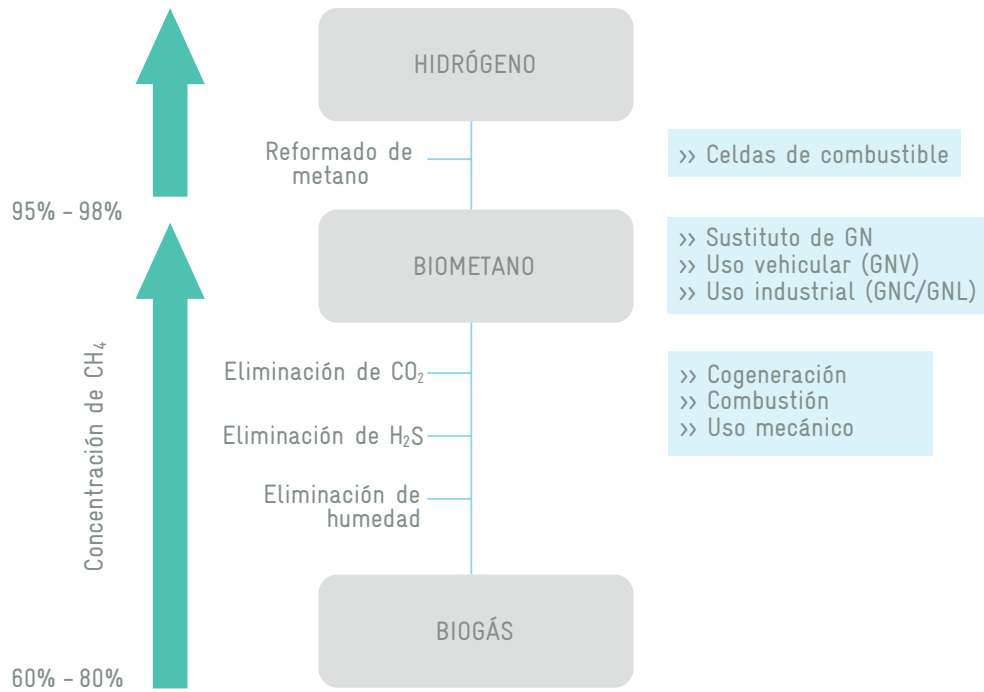 HIDRÓGENO
Reformado de
metano
>> Celdas de combustible
95% – 98%
BIOMETANO
>> Sustituto de GN
>> Uso vehicular (GNV)
>> Uso industrial (GNC/GNL)
Concentración de CH₄
Eliminación de CO₂
Eliminación de H₂S
Eliminación de
humedad
>> Cogeneración
>> Combustión
>> Uso mecánico
BIOGÁS
60% – 80%